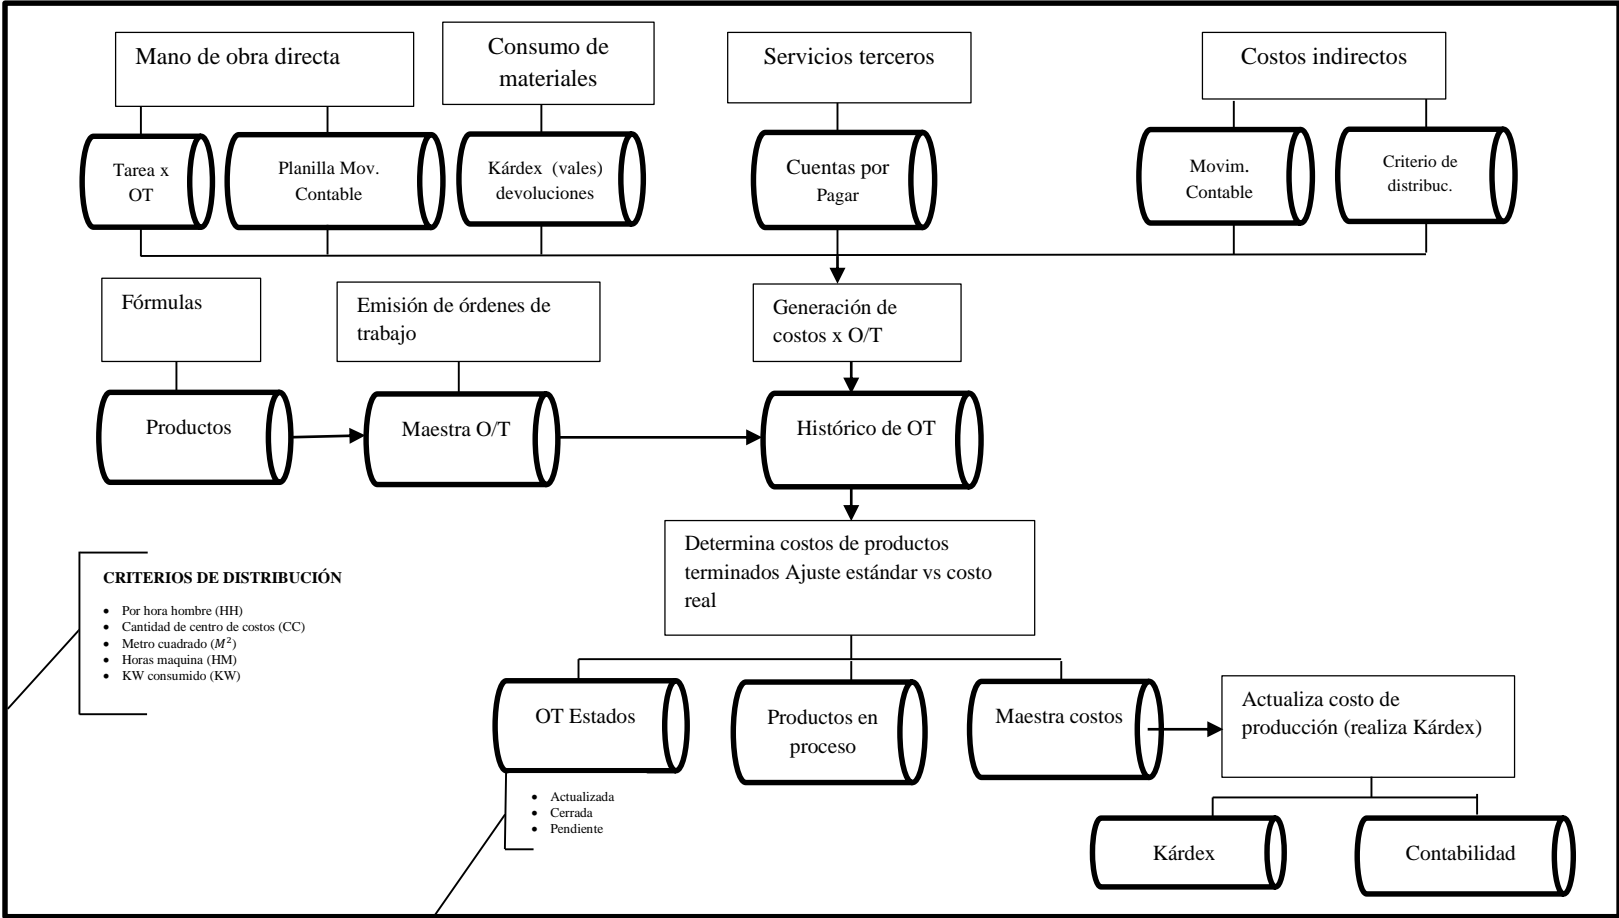 Mano de obra directa
Consumo de
materiales
Servicios terceros
Costos indirectos
Tarea x
OT
Planilla Mov.
Contable
Kárdex (vales)
devoluciones
Cuentas por
Pagar
Movim.
Contable
Criterio de
distribuc.
Fórmulas
Emisión de órdenes de
trabajo
Generación de
costos x O/T
Productos
Maestra O/T
Histórico de OT
Determina costos de productos
terminados Ajuste estándar vs costo
real
CRITERIOS DE DISTRIBUCIÓN
• Por hora hombre (HH)
• Cantidad de centro de costos (CC)
• Metro cuadrado (M²)
• Horas maquina (HM)
• KW consumido (KW)
OT Estados
Productos en
proceso
Maestra costos
Actualiza costo de
producción (realiza Kárdex)
• Actualizada
• Cerrada
• Pendiente
Kárdex
Contabilidad